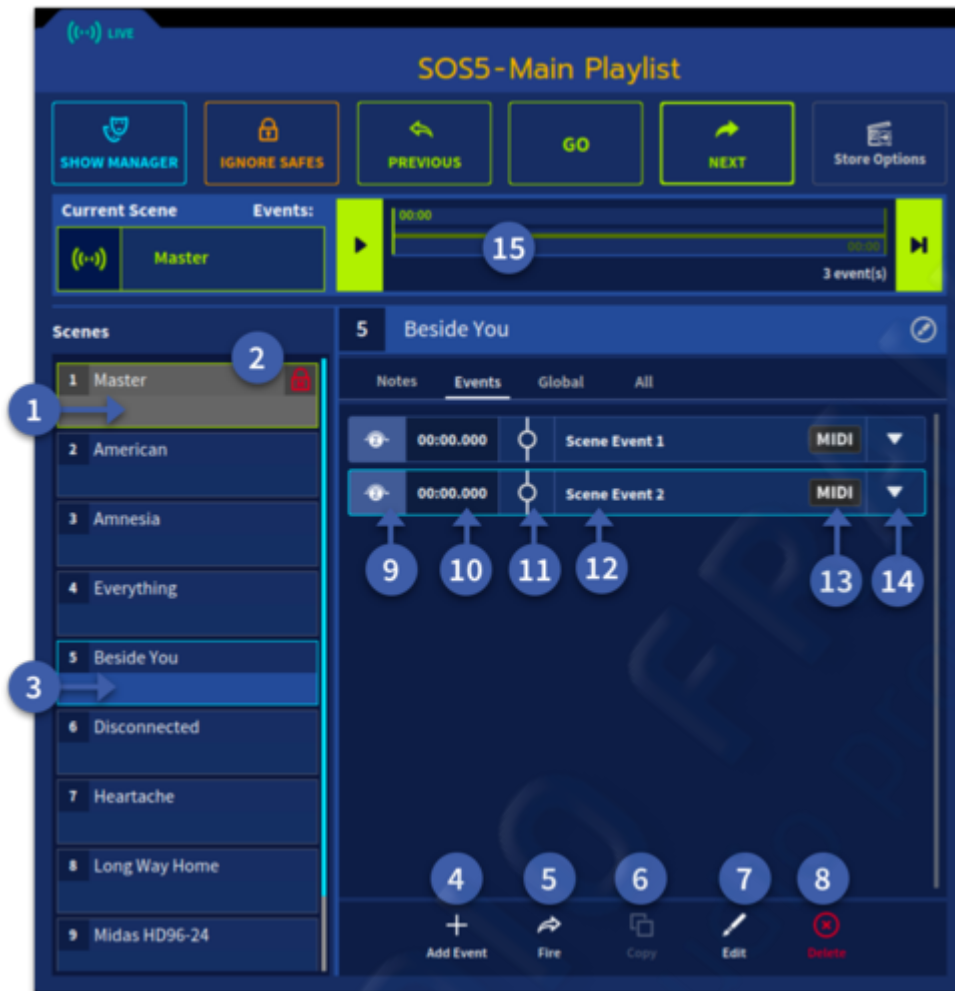 ((··)) LIVE
SOS5-Main Playlist
SHOW MANAGER
IGNORE SAFES
PREVIOUS
GO
NEXT
Store Options
Current Scene Events:
Master
00:00
15
00:00
3 event(s)
Scenes
5 Beside You
2
1 Master
1
Notes Events Global All
2 American
2 00:00.000 Scene Event 1 MIDI
2 00:00.000 Scene Event 2 MIDI
3 Amnesia
9 10 11 12 13 14
4 Everything
5 Beside You
3
6 Disconnected
7 Heartache
8 Long Way Home
4 5 6 7 8
9 Midas HD96-24
Add Event Fire Copy Edit Delete